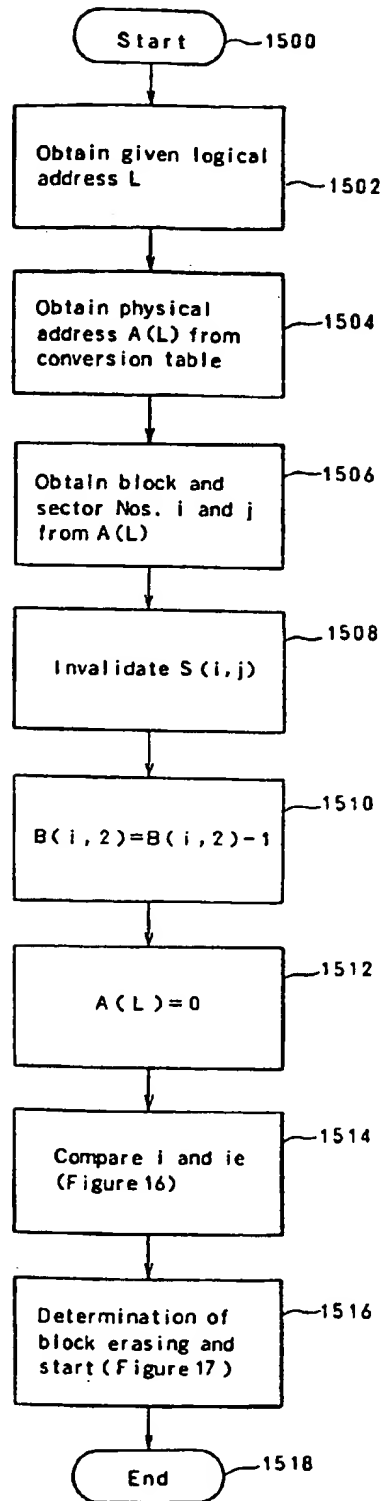 Start
1500
Obtain given logical
address L
1502
Obtain physical
address A(L) from
conversion table
1504
Obtain block and
sector Nos. i and j
from A(L)
1506
Invalidate S(i,j)
1508
B(i,2)=B(i,2)-1
1510
A(L)=0
1512
Compare i and ie
(Figure 16)
1514
Determination of
block erasing and
start (Figure 17)
1516
End
1518